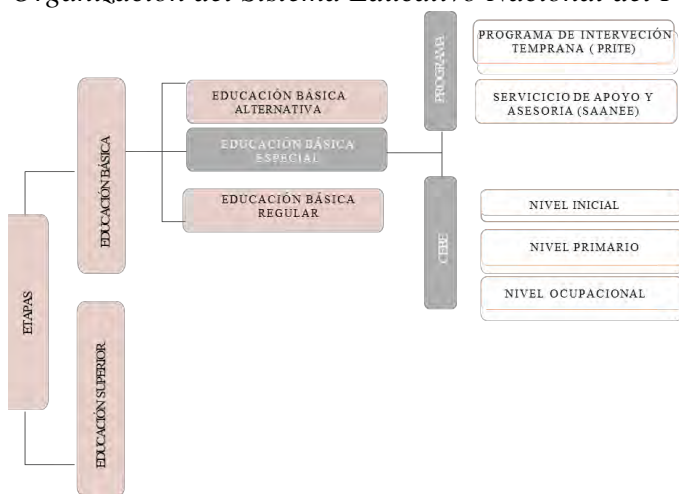 Organización del Sistema Educativo Nacional del
PROGRAMA DE INTERVECIÓN
TEMPRANA ( PRITE)
PROGRAMA
SERVICICIO DE APOYO Y
ASESORIA (SAANEE)
EDUCACIÓN BÁSICA
ALTERNATIVA
EDUCACIÓN BÁSICA
ESPECIAL
EDUCACIÓN BÁSICA
REGULAR
EDUCACIÓN BÁSICA
CEBE
NIVEL INICIAL
NIVEL PRIMARIO
NIVEL OCUPACIONAL
ETAPAS
EDUCACIÓN SUPERIOR